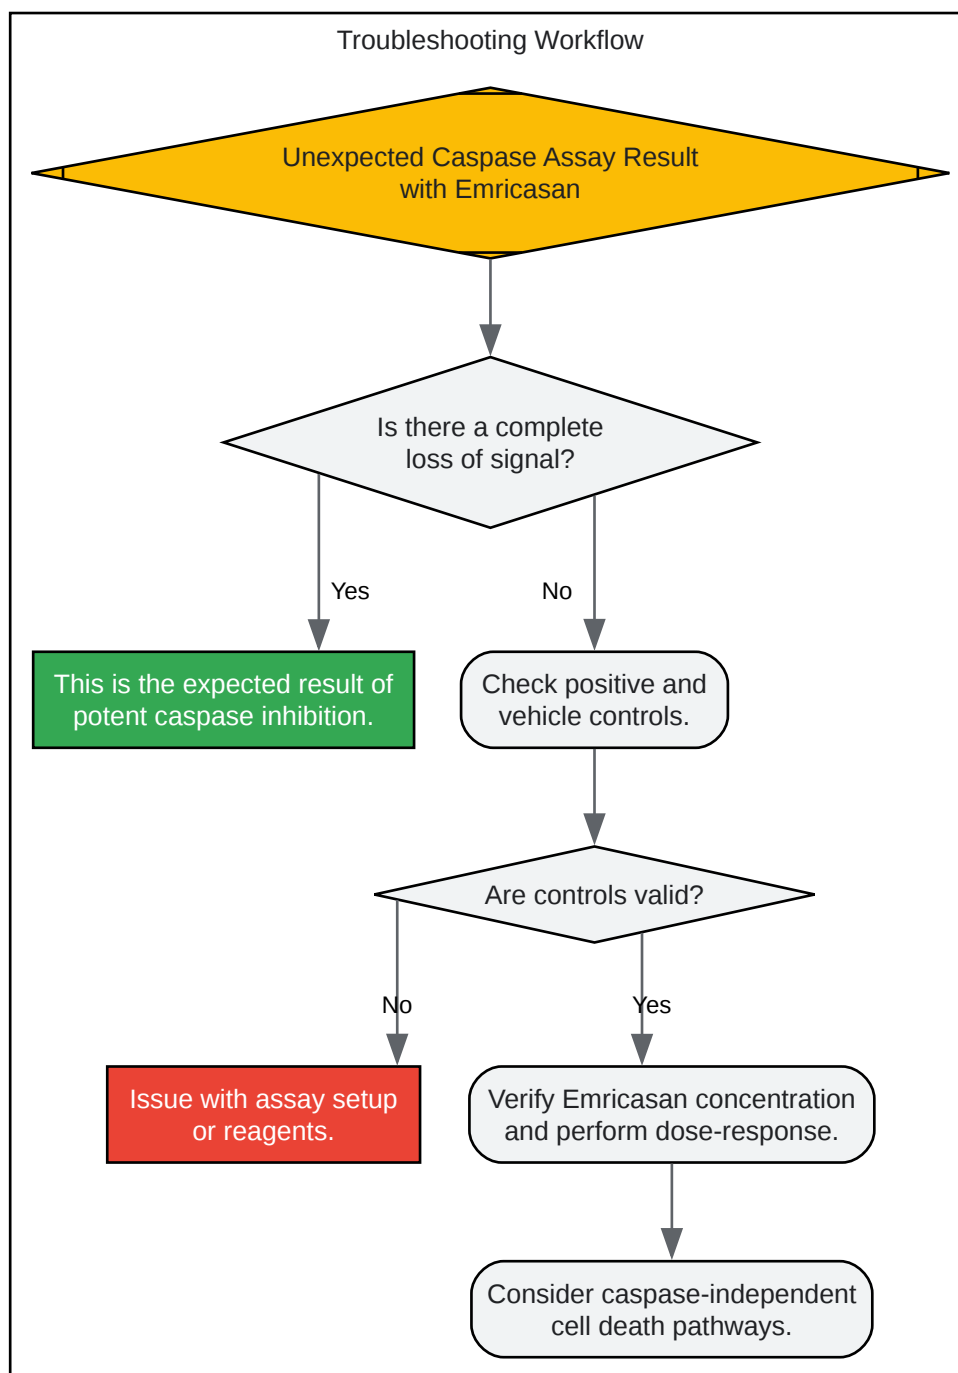 Troubleshooting Workflow
Unexpected Caspase Assay Result
with Emricasan
Is there a complete
loss of signal?
Yes
No
This is the expected result of
potent caspase inhibition.
Check positive and
vehicle controls.
Are controls valid?
No
Yes
Issue with assay setup
or reagents.
Verify Emricasan concentration
and perform dose-response.
Consider caspase-independent
cell death pathways.